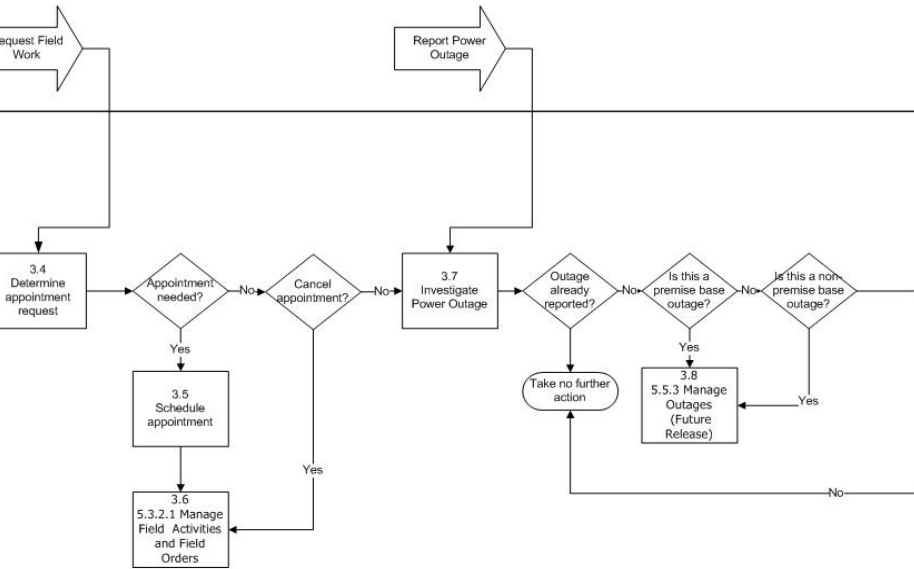 equest Field
Work
Report Power
Outage
3.4
Determine
appointment
request
Appointment
needed?
No
Cancel
appointment?
No
3.7
Investigate
Power Outage
Outage
already
reported?
No
Is this a
premise base
outage?
No
Is this a non-
premise base
outage?
Yes
Yes
3.5
Schedule
appointment
Take no further
action
3.8
5.5.3 Manage
Outages
(Future
Release)
Yes
Yes
No
3.6
5.3.2.1 Manage
Field Activities
and Field
Orders